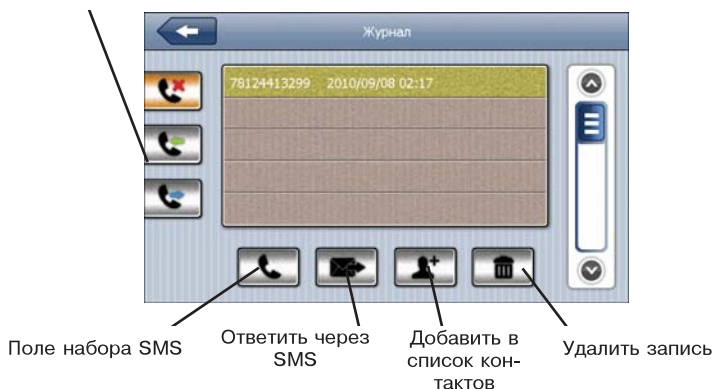 Журнал
78124413299 2010/09/08 02:17
Поле набора SMS
Ответить через
SMS
Добавить в
список кон-
тактов
Удалить запись